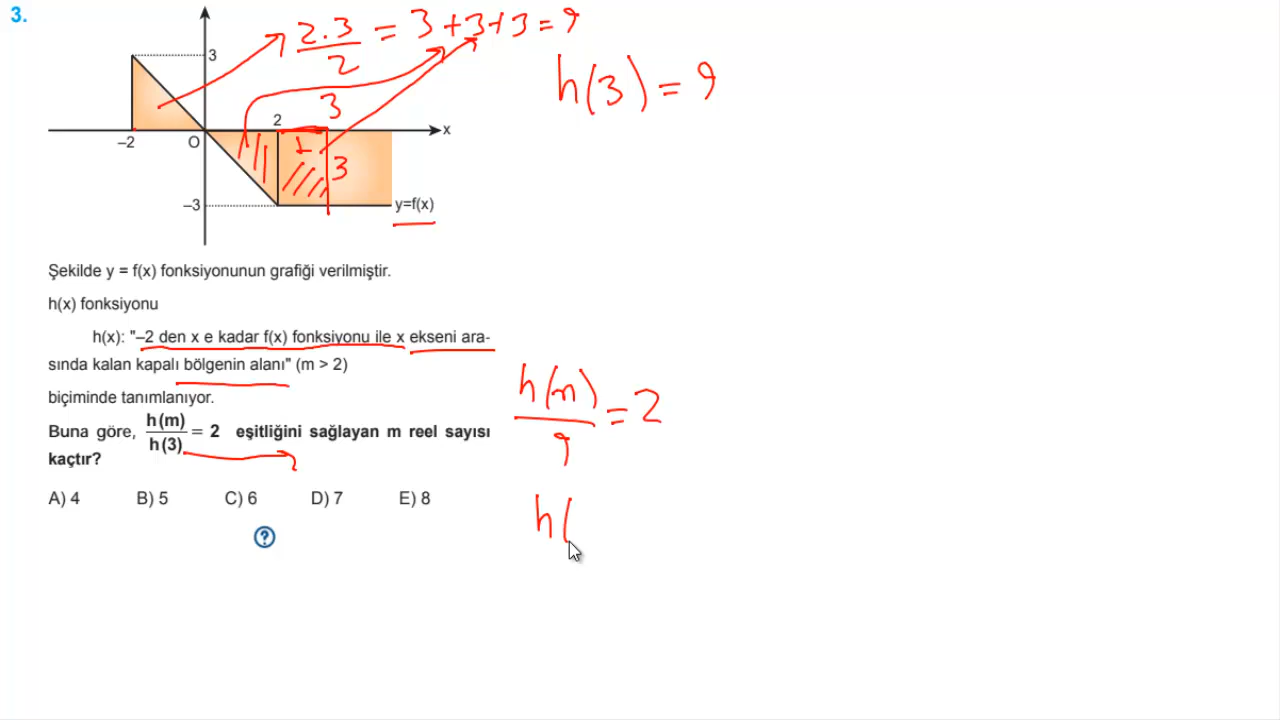 3.
2.3/2 = 3+3+3=9
h(3)=9
3
3
2
1
3
x
-2
O
-3
y=f(x)
Şekilde y = f(x) fonksiyonunun grafiği verilmiştir.
h(x) fonksiyonu
h(x): "–2 den x e kadar f(x) fonksiyonu ile x ekseni ara-
sında kalan kapalı bölgenin alanı" (m > 2)
biçiminde tanımlanıyor.
Buna göre, h(m)/h(3) = 2 eşitliğini sağlayan m reel sayısı
kaçtır?
h(m)/9 = 2
A) 4 B) 5 C) 6 D) 7 E) 8
h(
?